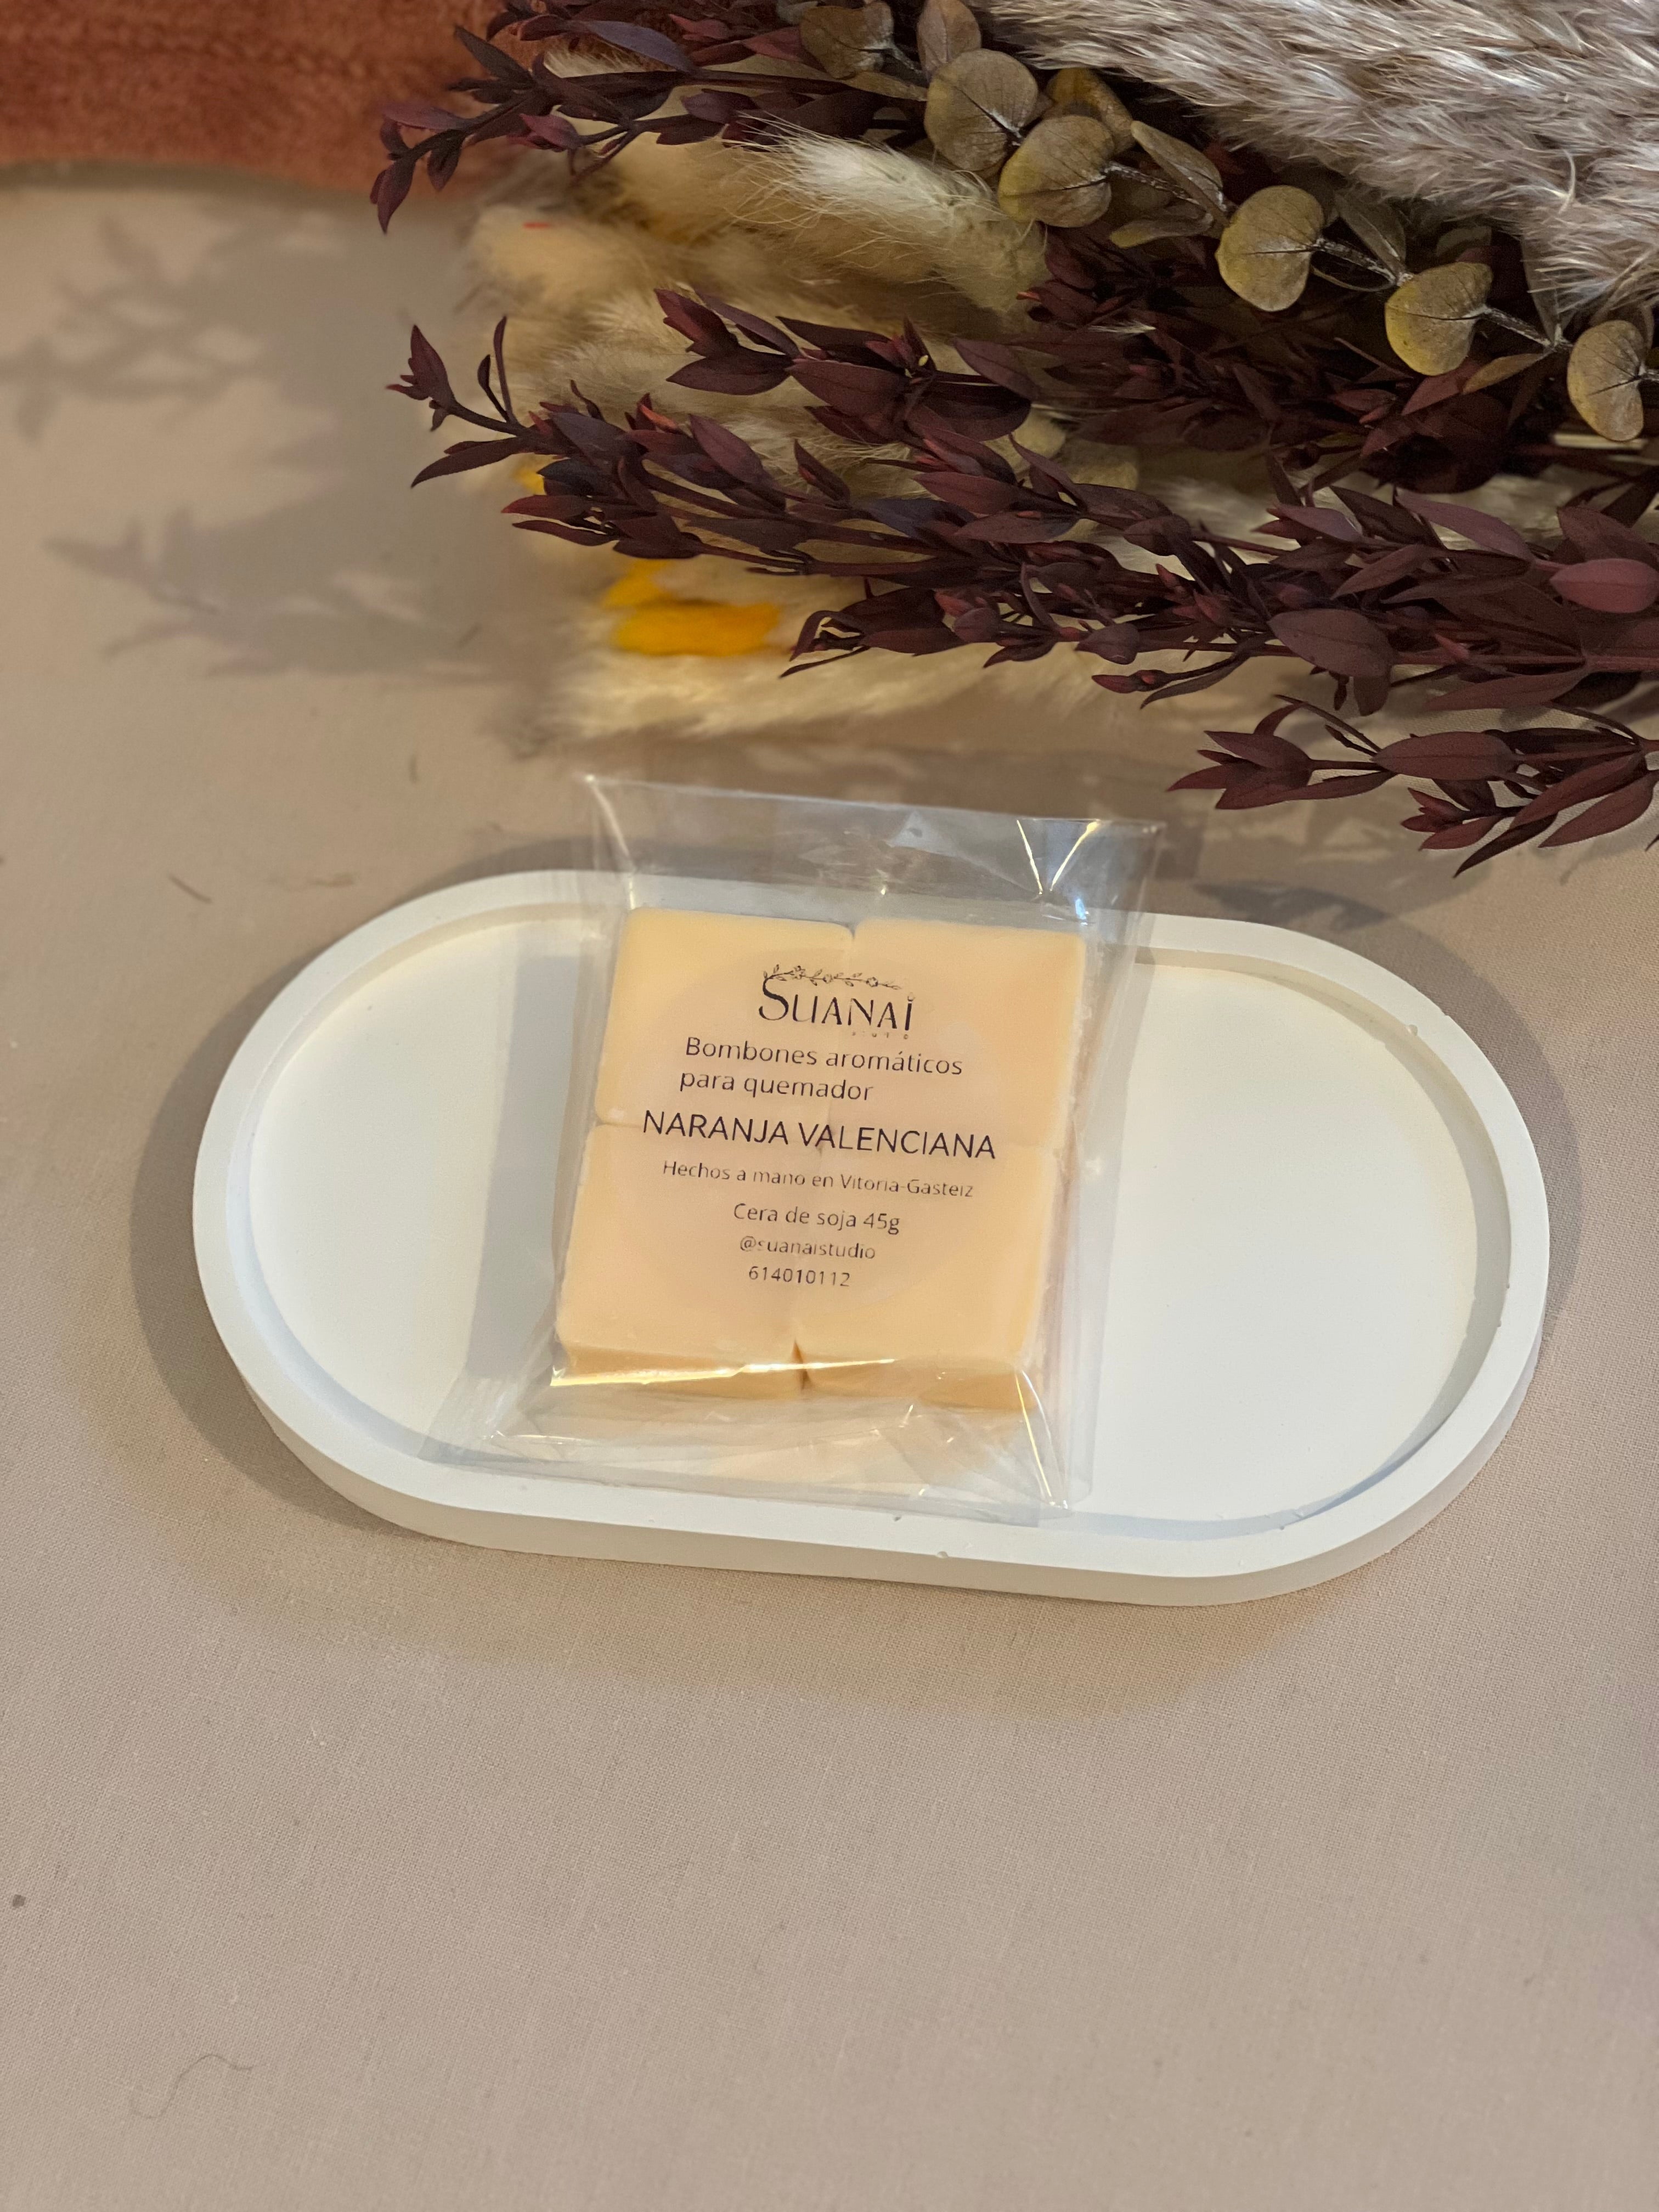 SUANAI
Bombones aromáticos
para quemador
NARANJA VALENCIANA
Hechos a mano en Vitoria-Gasteiz
Cera de soja 45g
@suanaistudio
614010112